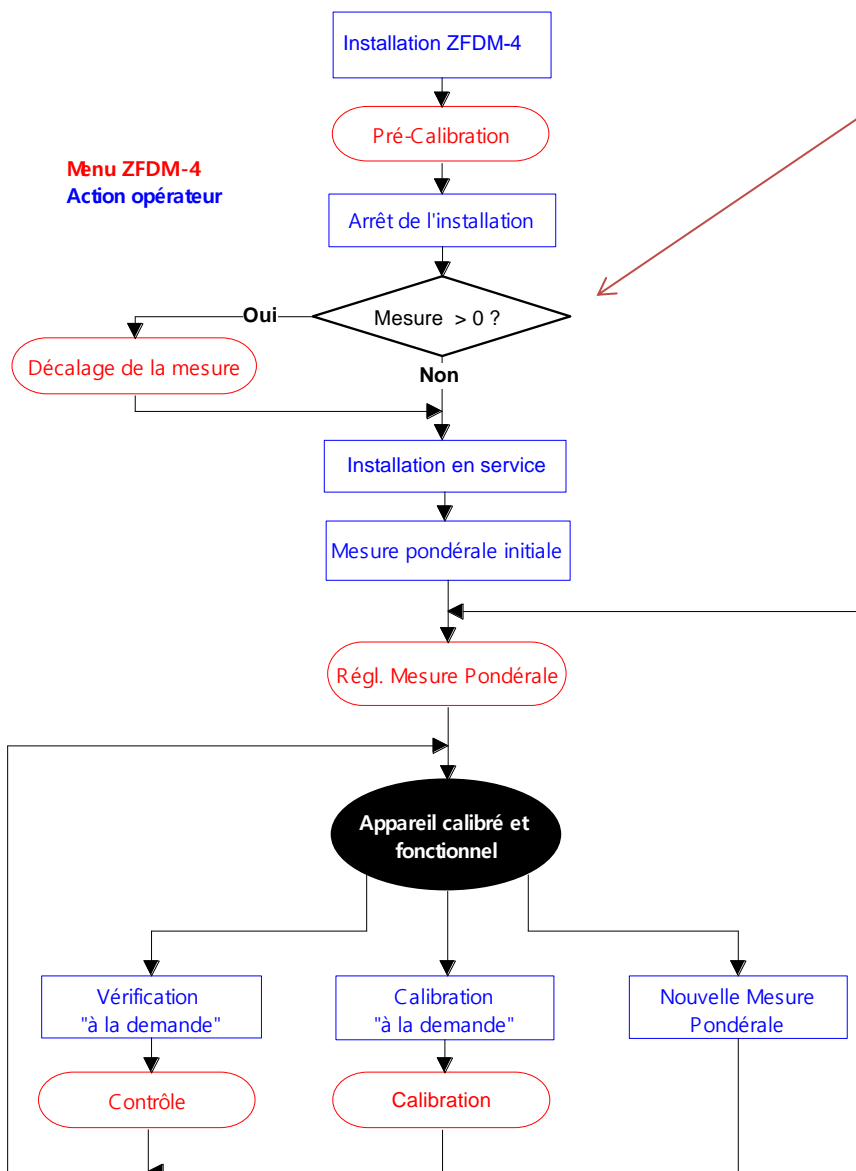 Installation ZFDM-4
Pré-Calibration
Menu ZFDM-4
Action opérateur
Arrêt de l'installation
Oui
Mesure > 0 ?
Décalage de la mesure
Non
Installation en service
Mesure pondérale initiale
Régl. Mesure Pondérale
Appareil calibré et
fonctionnel
Vérification
"à la demande"
Calibration
"à la demande"
Nouvelle Mesure
Pondérale
Contrôle
Calibration